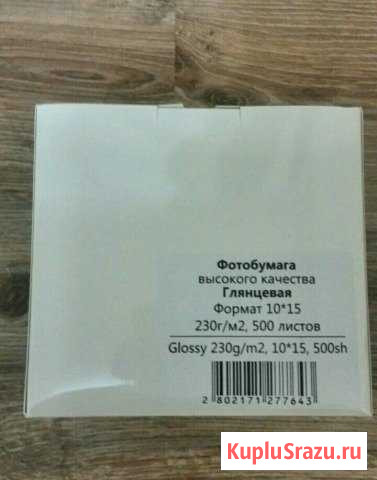 Фотобумага
высокого качества
Глянцевая
Формат 10*15
230г/м2, 500 листов
Glossy 230g/m2, 10*15, 500sh
2 802171 277643
KupluSrazu.ru